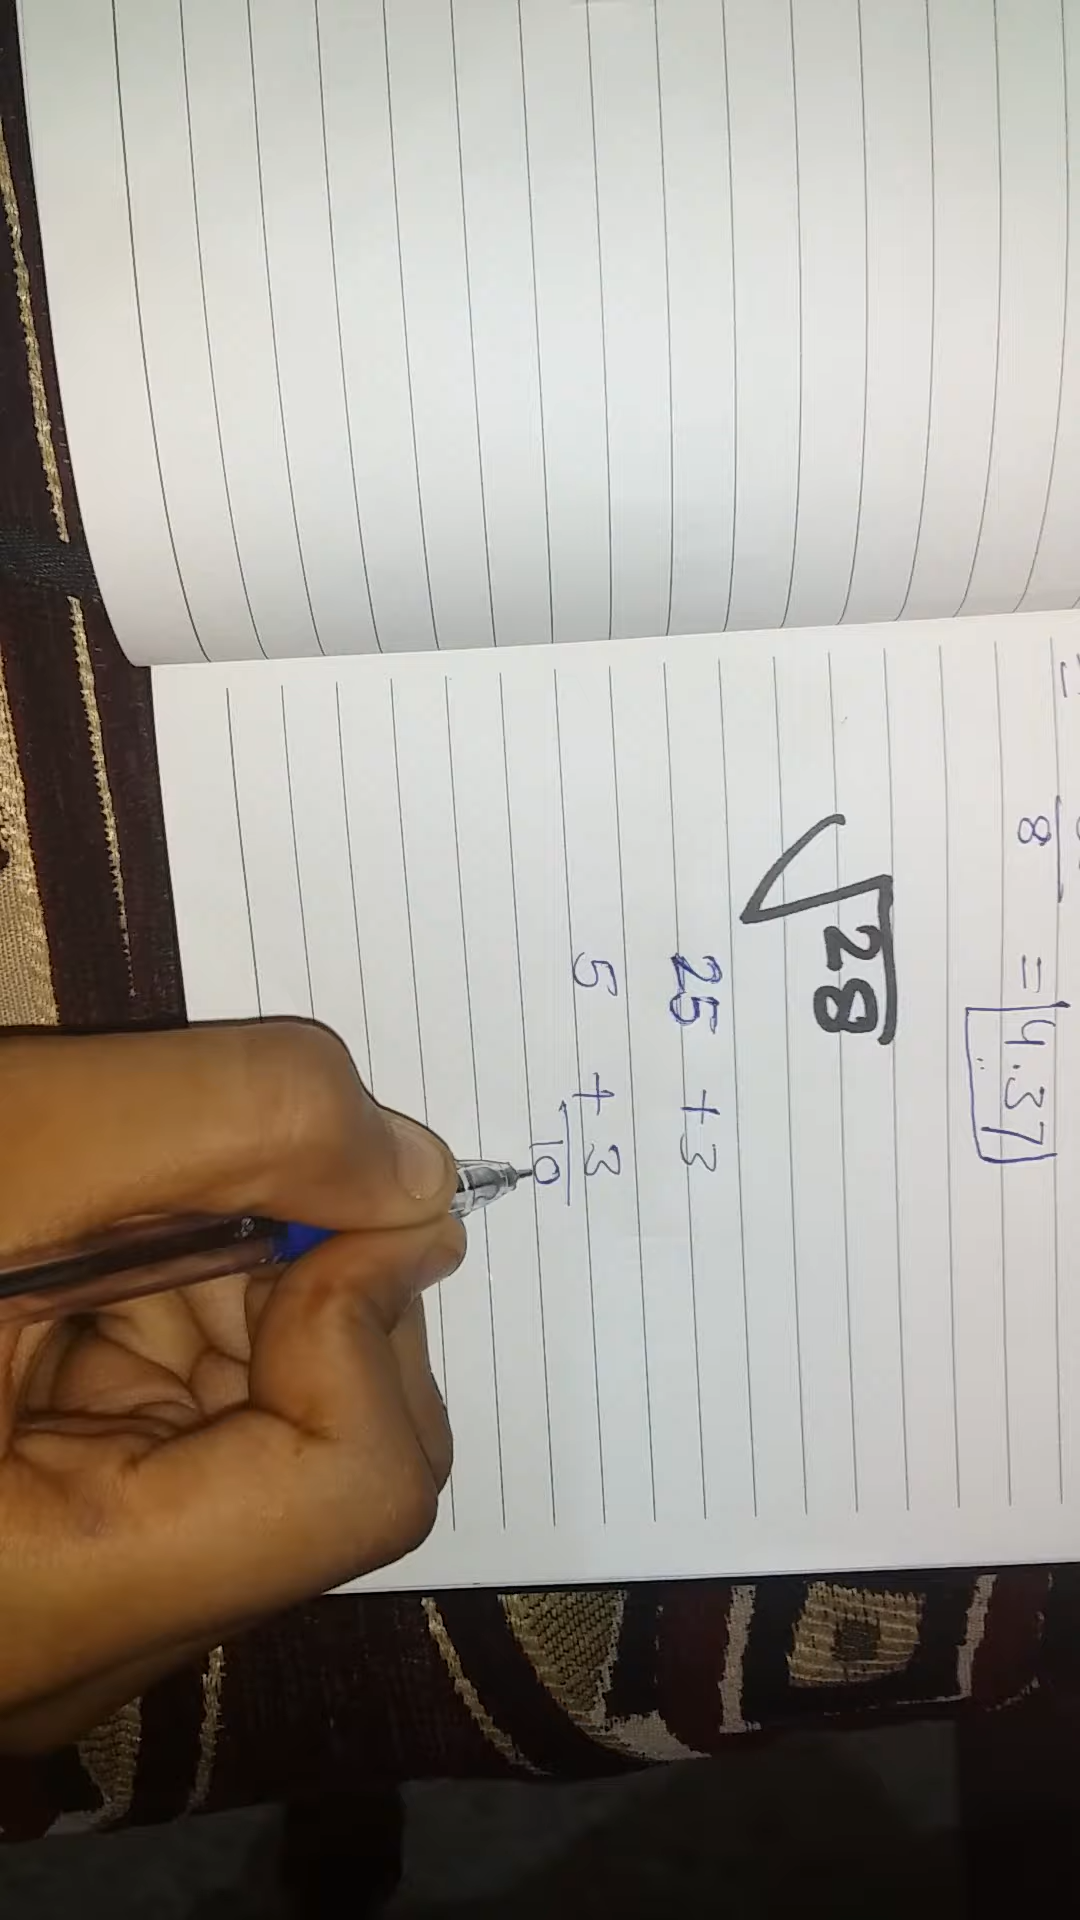 8 = 4.37
√28
25 + 3
5 + 3
10